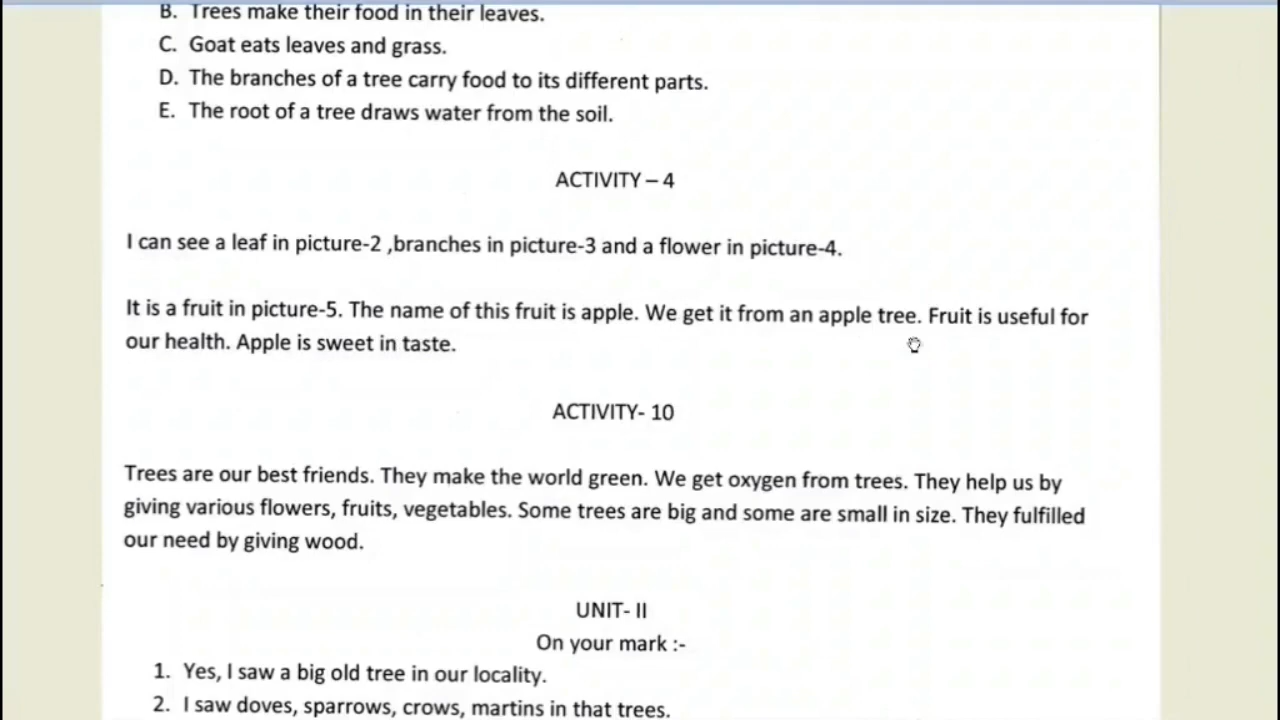 B. Trees make their food in their leaves.
C. Goat eats leaves and grass.
D. The branches of a tree carry food to its different parts.
E. The root of a tree draws water from the soil.
ACTIVITY – 4
I can see a leaf in picture-2 ,branches in picture-3 and a flower in picture-4.
It is a fruit in picture-5. The name of this fruit is apple. We get it from an apple tree. Fruit is useful for
our health. Apple is sweet in taste.
ACTIVITY- 10
Trees are our best friends. They make the world green. We get oxygen from trees. They help us by
giving various flowers, fruits, vegetables. Some trees are big and some are small in size. They fulfilled
our need by giving wood.
UNIT- II
On your mark :-
1. Yes, I saw a big old tree in our locality.
2. I saw doves, sparrows, crows, martins in that trees.